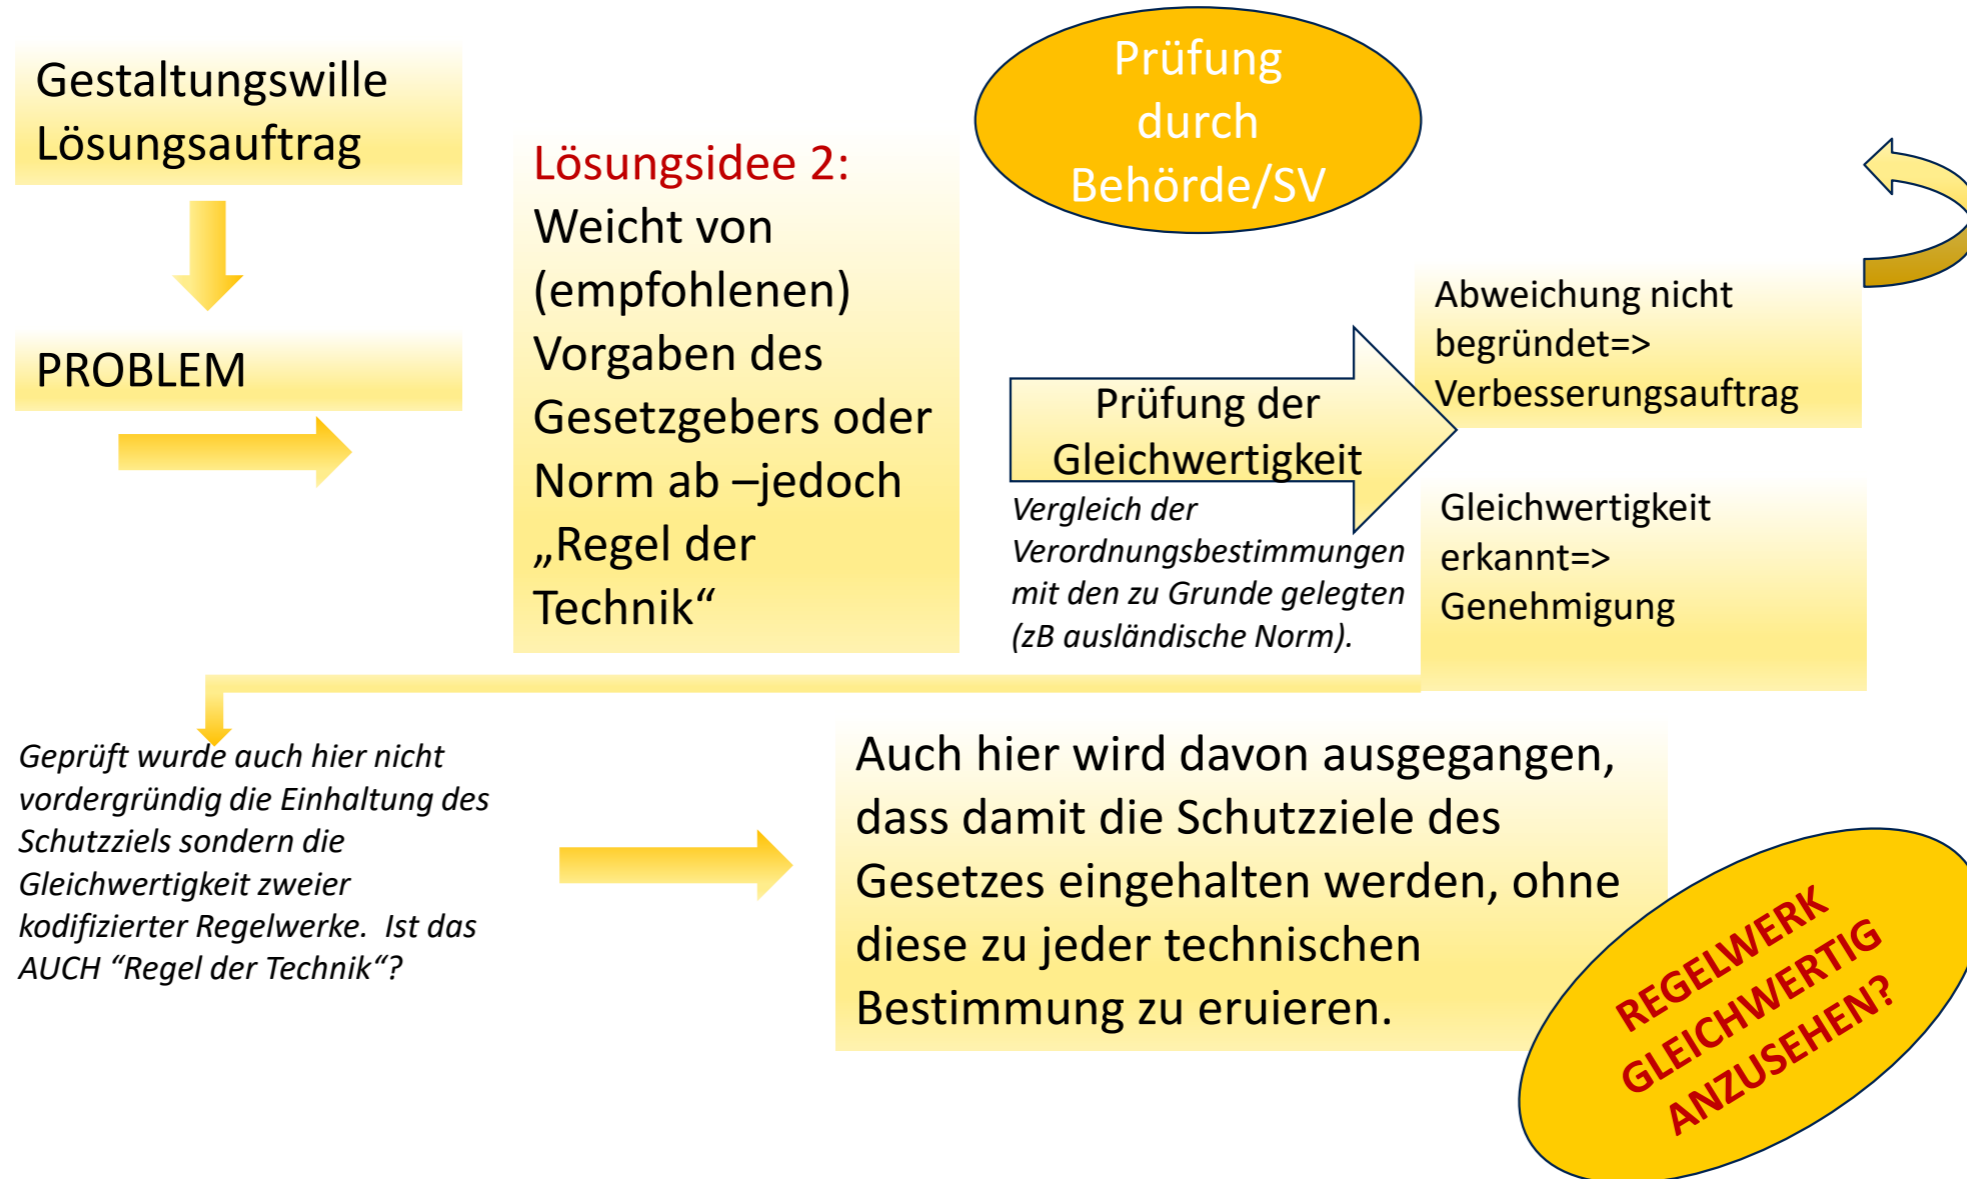 Gestaltungswille
Lösungsauftrag
PROBLEM
Lösungsidee 2:
Weicht von
(empfohlenen)
Vorgaben des
Gesetzgebers oder
Norm ab –jedoch
„Regel der
Technik“
Prüfung
durch
Behörde/SV
Prüfung der
Gleichwertigkeit
Vergleich der
Verordnungsbestimmungen
mit den zu Grunde gelegten
(zB ausländische Norm).
Abweichung nicht
begründet=>
Verbesserungsauftrag
Gleichwertigkeit
erkannt=>
Genehmigung
Geprüft wurde auch hier nicht
vordergründig die Einhaltung des
Schutzziels sondern die
Gleichwertigkeit zweier
kodifizierter Regelwerke.  Ist das
AUCH “Regel der Technik“?
Auch hier wird davon ausgegangen,
dass damit die Schutzziele des
Gesetzes eingehalten werden, ohne
diese zu jeder technischen
Bestimmung zu eruieren.
REGELWERK
GLEICHWERTIG
ANZUSEHEN?